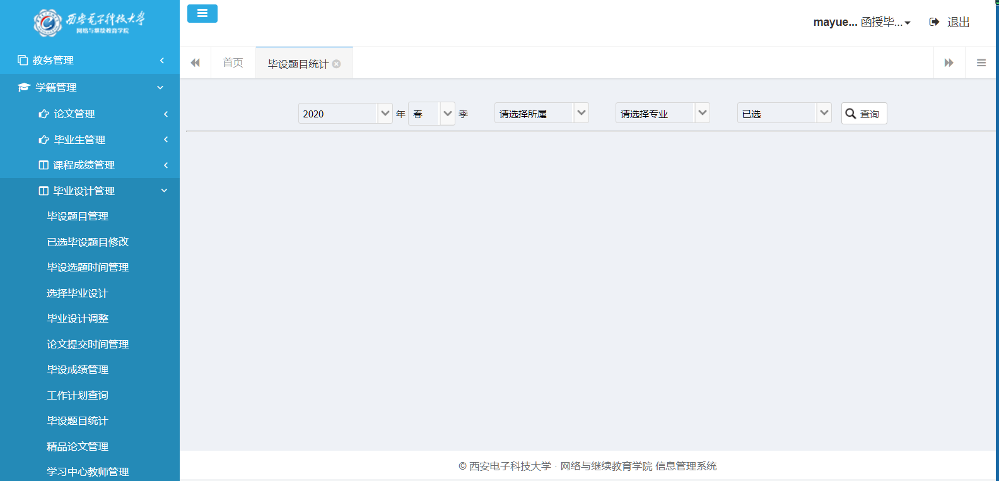 西安电子科技大学
网络与继续教育学院
教务管理
学籍管理
论文管理
毕业生管理
课程成绩管理
毕业设计管理
毕设题目管理
已选毕设题目修改
毕设选题时间管理
选择毕业设计
毕业设计调整
论文提交时间管理
毕设成绩管理
工作计划查询
毕设题目统计
精品论文管理
学习中心教师管理
mayue... 函授毕... 退出
首页 毕设题目统计
2020 年 春 季 请选择所属 请选择专业 已选 查询
© 西安电子科技大学 · 网络与继续教育学院 信息管理系统